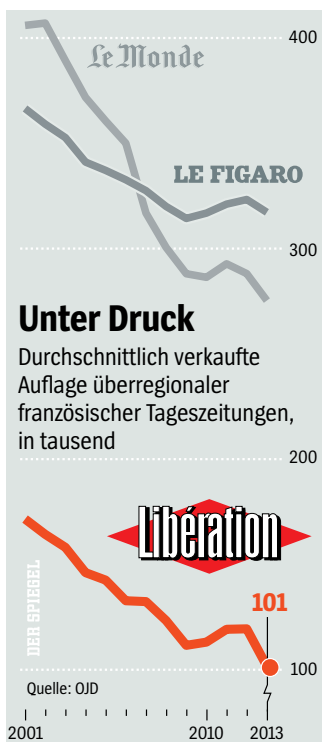 400
Le Monde
LE FIGARO
300
Unter Druck
Durchschnittlich verkaufte
Auflage überregionaler
französischer Tageszeitungen,
in tausend
200
Libération
DER SPIEGEL
101
100
Quelle: OJD
2001
2010
2013